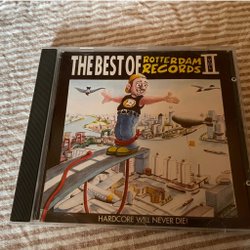 THE BEST OF ROTTERDAM RECORDS II
HARDCORE WILL NEVER DIE!